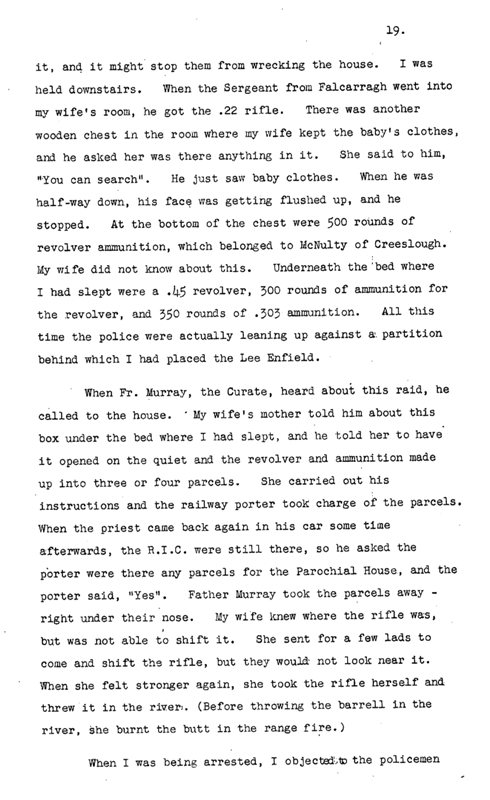 19.
it, and it might stop them from wrecking the house. I was
held downstairs. When the Sergeant from Falcarragh went into
my wife's room, he got the .22 rifle. There was another
wooden chest in the room where my wife kept the baby's clothes,
and he asked her was there anything in it. She said to him,
"You can search". He just saw baby clothes. When he was
half-way down, his face was getting flushed up, and he
stopped. At the bottom of the chest were 500 rounds of
revolver ammunition, which belonged to McNulty of Creeslough.
My wife did not know about this. Underneath the bed where
I had slept were a .45 revolver, 300 rounds of ammunition for
the revolver, and 350 rounds of .303 ammunition. All this
time the police were actually leaning up against a partition
behind which I had placed the Lee Enfield.
When Fr. Murray, the Curate, heard about this raid, he
called to the house. My wife's mother told him about this
box under the bed where I had slept, and he told her to have
it opened on the quiet and the revolver and ammunition made
up into three or four parcels. She carried out his
instructions and the railway porter took charge of the parcels.
When the priest came back again in his car some time
afterwards, the R.I.C. were still there, so he asked the
porter were there any parcels for the Parochial House, and the
porter said, "Yes". Father Murray took the parcels away -
right under their nose. My wife knew where the rifle was,
but was not able to shift it. She sent for a few lads to
come and shift the rifle, but they would not look near it.
When she felt stronger again, she took the rifle herself and
threw it in the river. (Before throwing the barrell in the
river, she burnt the butt in the range fire.)
When I was being arrested, I objected to the policemen